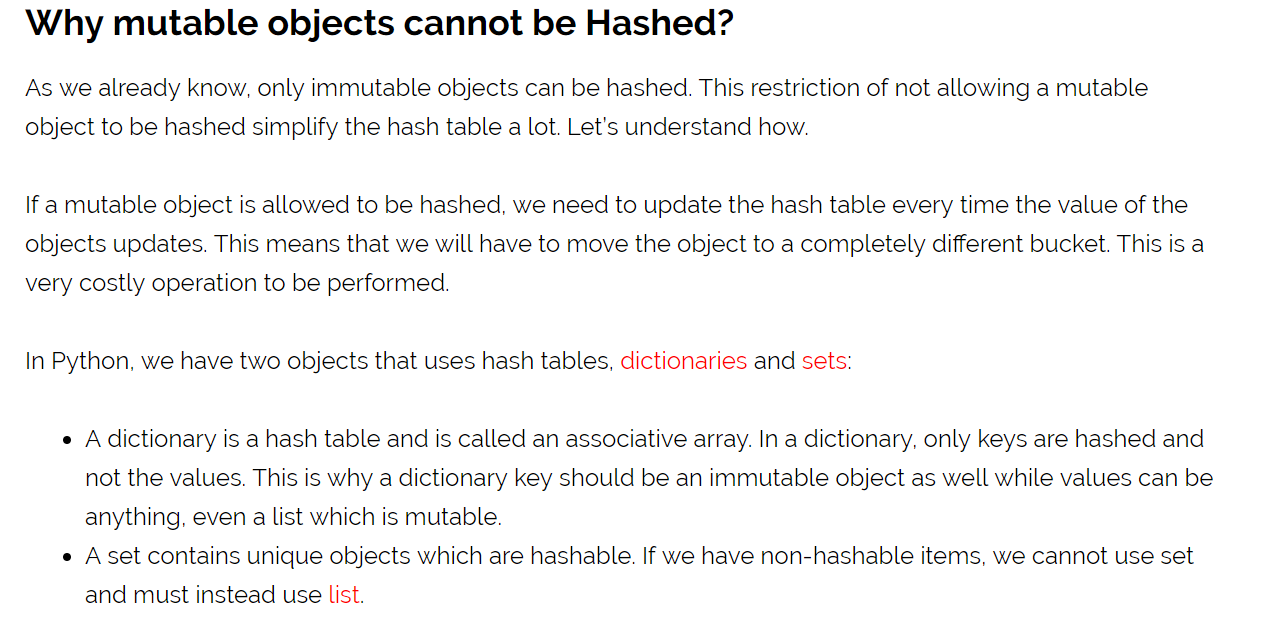 Why mutable objects cannot be Hashed?
As we already know, only immutable objects can be hashed. This restriction of not allowing a mutable
object to be hashed simplify the hash table a lot. Let’s understand how.
If a mutable object is allowed to be hashed, we need to update the hash table every time the value of the
objects updates. This means that we will have to move the object to a completely different bucket. This is a
very costly operation to be performed.
In Python, we have two objects that uses hash tables, dictionaries and sets:
• A dictionary is a hash table and is called an associative array. In a dictionary, only keys are hashed and
not the values. This is why a dictionary key should be an immutable object as well while values can be
anything, even a list which is mutable.
• A set contains unique objects which are hashable. If we have non-hashable items, we cannot use set
and must instead use list.